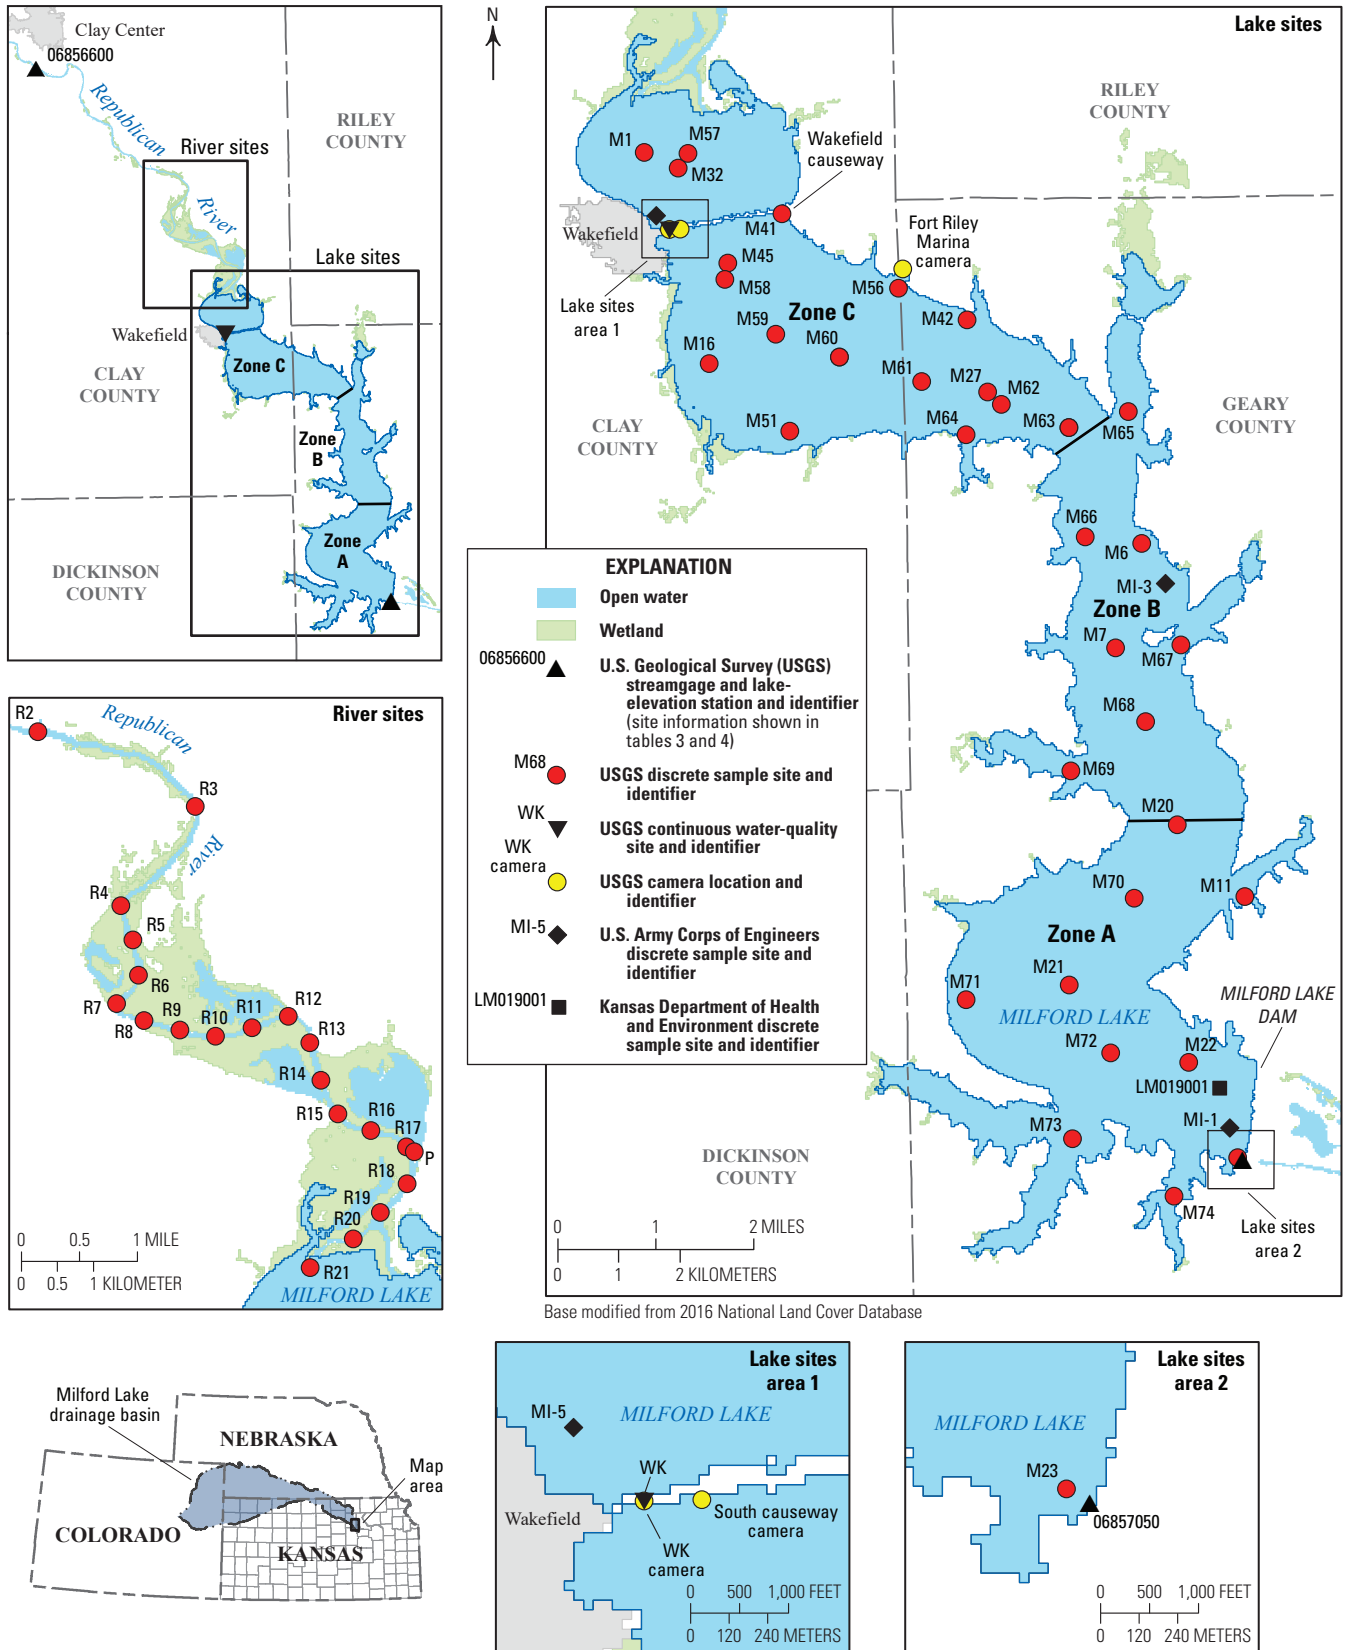 Clay Center
06856600
Republican
River
River sites
RILEY
COUNTY
Lake sites
Wakefield
Zone C
CLAY
COUNTY
Zone
B
Zone
A
DICKINSON
COUNTY
N
Lake sites
RILEY
COUNTY
M1
M57
M32
Wakefield
causeway
M41
Wakefield
Fort Riley
Marina
camera
M45
M58
Lake sites
area 1
Zone C
M56
M59
M42
M60
M16
M61
M27
M62
M51
M64
M63
M65
CLAY
COUNTY
GEARY
COUNTY
M66
M6
MI-3
Zone B
M7
M67
M68
M69
M20
M70
M11
Zone A
M21
M71
MILFORD LAKE
MILFORD LAKE
DAM
M72
M22
LM019001
MI-1
M73
DICKINSON
COUNTY
M74
Lake sites
area 2
0 1 2 MILES
0 1 2 KILOMETERS
Base modified from 2016 National Land Cover Database
EXPLANATION
Open water
Wetland
06856600
U.S. Geological Survey (USGS)
streamgage and lake-
elevation station and identifier
(site information shown in
tables 3 and 4)
M68
USGS discrete sample site and
identifier
WK
USGS continuous water-quality
site and identifier
WK
camera
USGS camera location and
identifier
MI-5
U.S. Army Corps of Engineers
discrete sample site and
identifier
LM019001
Kansas Department of Health
and Environment discrete
sample site and identifier
River sites
R2
Republican
R3
River
R4
R5
R6
R7
R8
R9
R10
R11
R12
R13
R14
R15
R16
R17
P
R18
R19
R20
R21
0 0.5 1 MILE
0 0.5 1 KILOMETER
MILFORD LAKE
Milford Lake
drainage basin
NEBRASKA
Map
area
COLORADO
KANSAS
Lake sites
area 1
MI-5
MILFORD LAKE
WK
Wakefield
South causeway
camera
WK
camera
0 500 1,000 FEET
0 120 240 METERS
Lake sites
area 2
MILFORD LAKE
M23
06857050
0 500 1,000 FEET
0 120 240 METERS